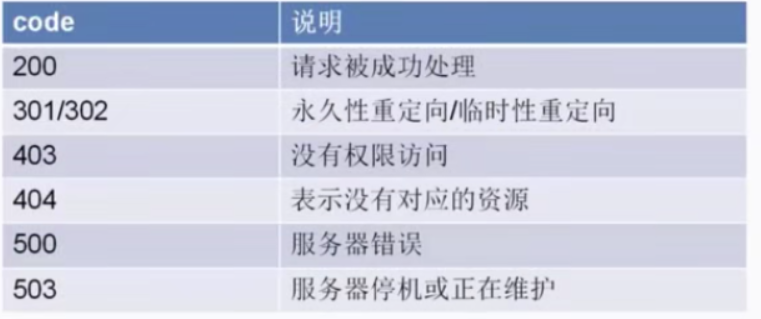 code 说明
200 请求被成功处理
301/302 永久性重定向/临时性重定向
403 没有权限访问
404 表示没有对应的资源
500 服务器错误
503 服务器停机或正在维护